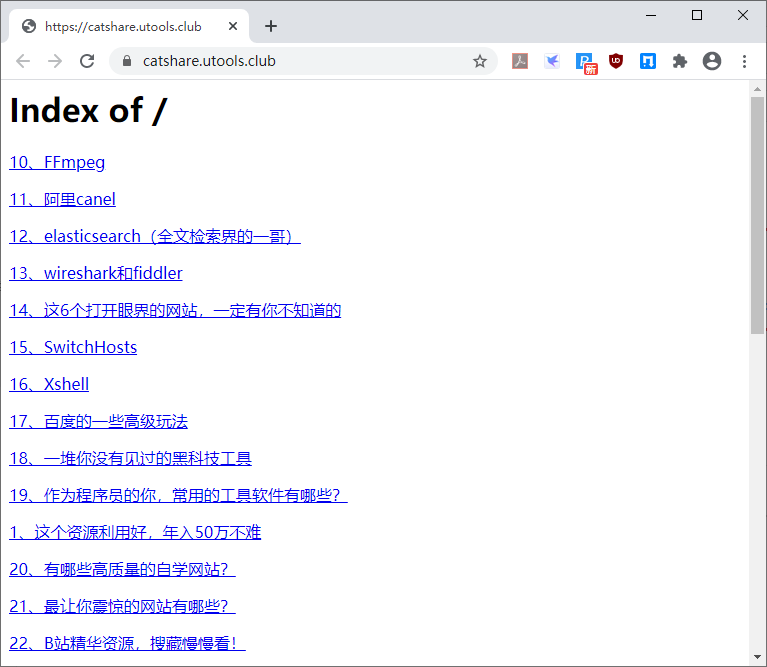 https://catshare.utools.club
catshare.utools.club
新
Index of /
10、FFmpeg
11、阿里canel
12、elasticsearch（全文检索界的一哥）
13、wireshark和fiddler
14、这6个打开眼界的网站，一定有你不知道的
15、SwitchHosts
16、Xshell
17、百度的一些高级玩法
18、一堆你没有见过的黑科技工具
19、作为程序员的你，常用的工具软件有哪些？
1、这个资源利用好，年入50万不难
20、有哪些高质量的自学网站？
21、最让你震惊的网站有哪些？
22、B站精华资源，搜藏慢慢看！